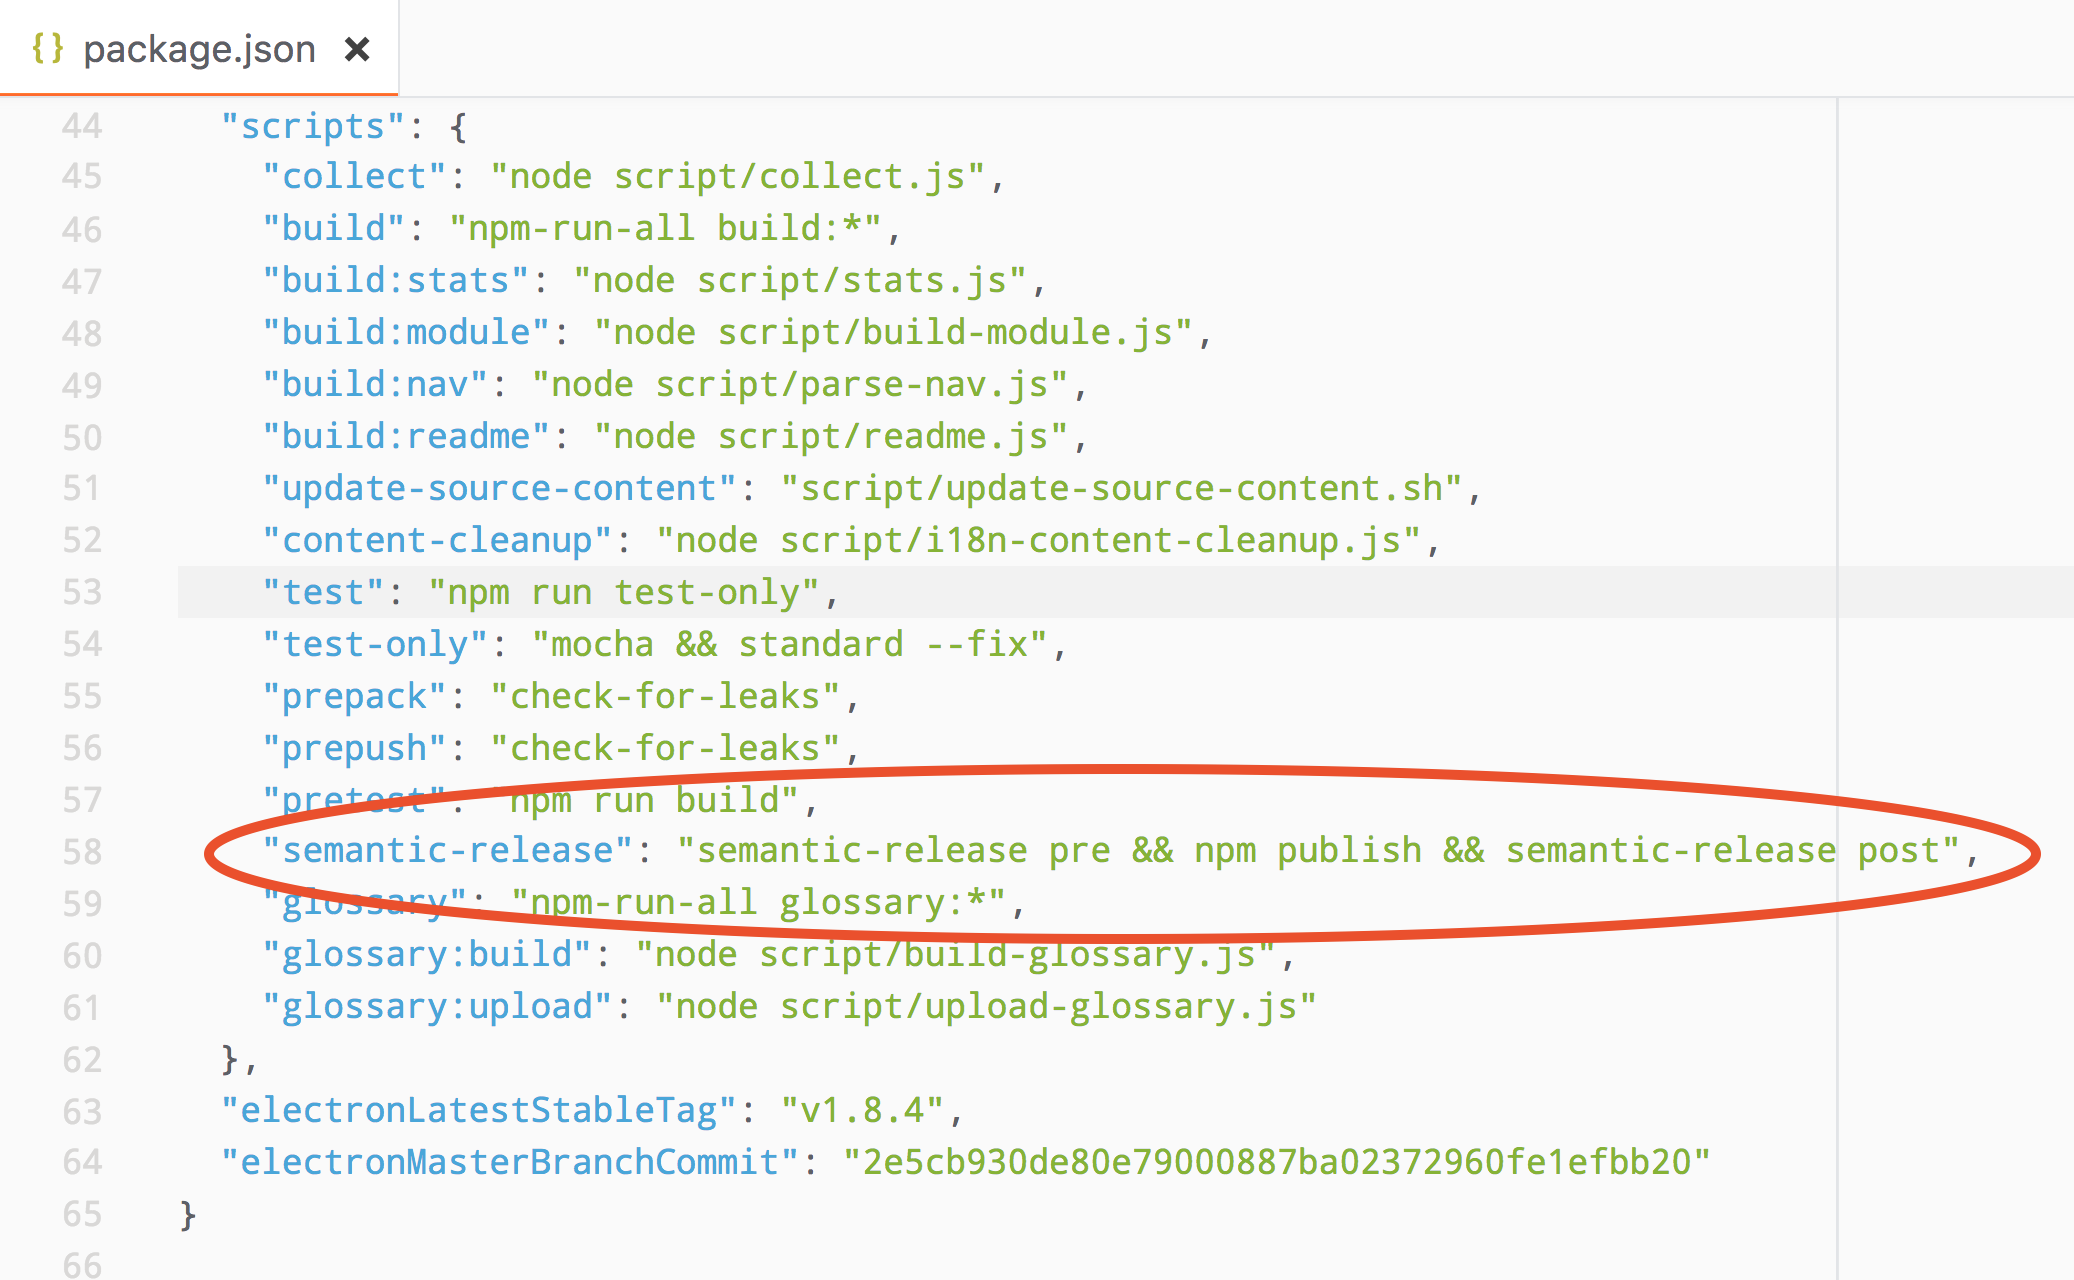 {} package.json ×
44 "scripts": {
45 "collect": "node script/collect.js",
46 "build": "npm-run-all build:*",
47 "build:stats": "node script/stats.js",
48 "build:module": "node script/build-module.js",
49 "build:nav": "node script/parse-nav.js",
50 "build:readme": "node script/readme.js",
51 "update-source-content": "script/update-source-content.sh",
52 "content-cleanup": "node script/i18n-content-cleanup.js",
53 "test": "npm run test-only",
54 "test-only": "mocha && standard --fix",
55 "prepack": "check-for-leaks",
56 "prepush": "check-for-leaks",
57 "pretest": "npm run build",
58 "semantic-release": "semantic-release pre && npm publish && semantic-release post",
59 "glossary": "npm-run-all glossary:*",
60 "glossary:build": "node script/build-glossary.js",
61 "glossary:upload": "node script/upload-glossary.js"
62 },
63 "electronLatestStableTag": "v1.8.4",
64 "electronMasterBranchCommit": "2e5cb930de80e79000887ba02372960fe1efbb20"
65 }
66